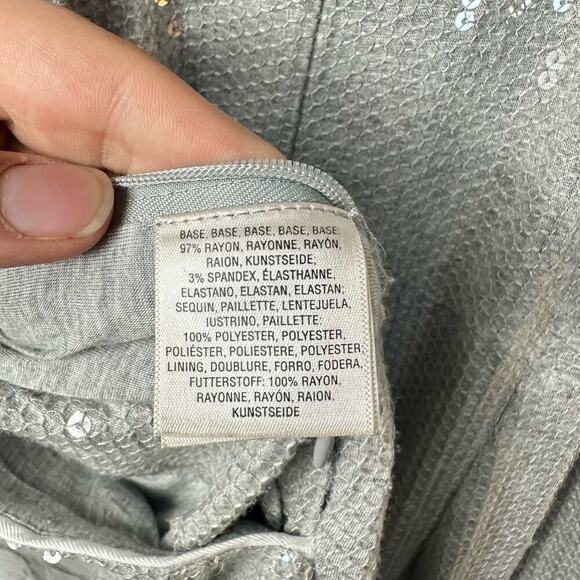 BASE, BASE, BASE, BASE, BASE:
97% RAYON, RAYONNE, RAYÓN,
RAION, KUNSTSEIDE;
3% SPANDEX, ÉLASTHANNE,
ELASTANO, ELASTAN, ELASTAN;
SEQUIN, PAILLETTE, LENTEJUELA,
IUSTRINO, PAILLETTE:
100% POLYESTER, POLYESTER,
POLIÉSTER, POLIESTERE, POLYESTER;
LINING, DOUBLURE, FORRO, FODERA,
FUTTERSTOFF: 100% RAYON,
RAYONNE, RAYÓN, RAION,
KUNSTSEIDE